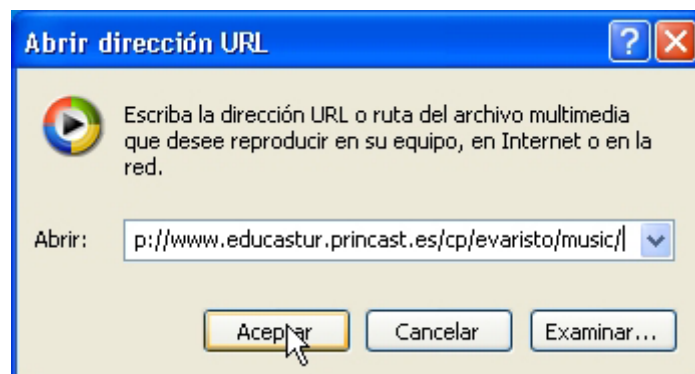 Abrir dirección URL
Escriba la dirección URL o ruta del archivo multimedia
que desee reproducir en su equipo, en Internet o en la
red.
Abrir: p://www.educastur.princast.es/cp/evaristo/music/
Aceptar Cancelar Examinar...